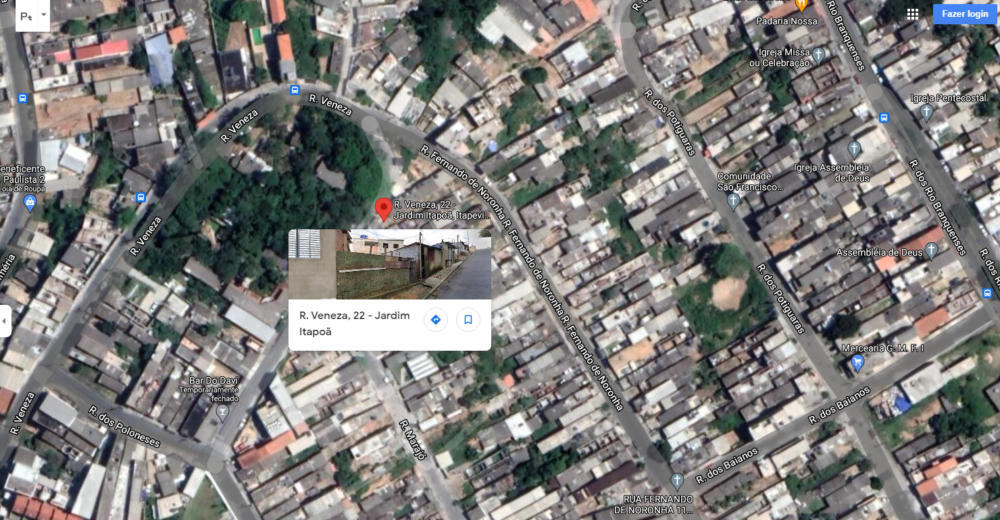 Pt
Fazer login
Padaria Nossa
Rio Branquenses
Igreja Missa
ou Celebração
Igreja Pentecostal
R. Veneza
R. Veneza
R. dos Potiguaras
R. Fernando de Noronha
Igreja Assembleia
de Deus
Comunidade
São Francisco...
R. dos Rio Branquenses
eneficente
Paulista 2
Loja de Roupa
R. Veneza, 22 -
Jardim Itapoã, Itapevi...
R. Veneza
R. Fernando de Noronha
Assembléia de Deus
R. Veneza, 22 - Jardim
Itapoã
R. dos Potiguaras
R. Fernando de Noronha
Mercearia G. M. F. I
Bar Do Davi
Temporariamente
fechado
R. Veneza
R. dos Poloneses
R. Marajó
R. dos Baianos
R. dos Baianos
RUA FERNANDO
DE NORONHA 11...